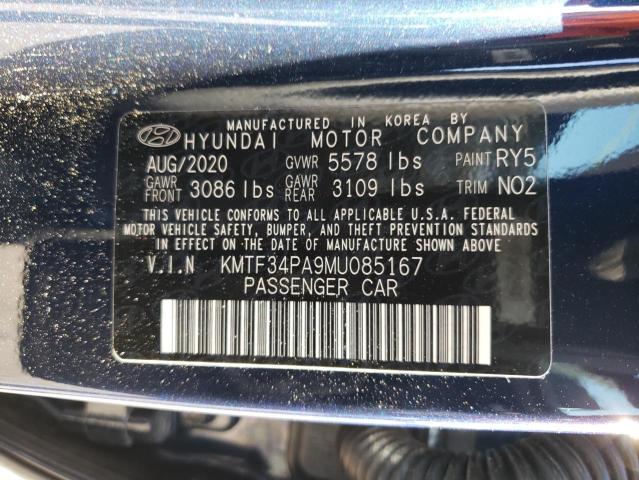 MANUFACTURED IN KOREA BY
HYUNDAI MOTOR COMPANY
AUG/2020 GVWR 5578 lbs PAINT RY5
GAWR FRONT 3086 lbs GAWR REAR 3109 lbs TRIM NO2
THIS VEHICLE CONFORMS TO ALL APPLICABLE U.S.A. FEDERAL
MOTOR VEHICLE SAFETY, BUMPER, AND THEFT PREVENTION STANDARDS
IN EFFECT ON THE DATE OF MANUFACTURE SHOWN ABOVE.
V.I.N KMTF34PA9MU085167
PASSENGER CAR